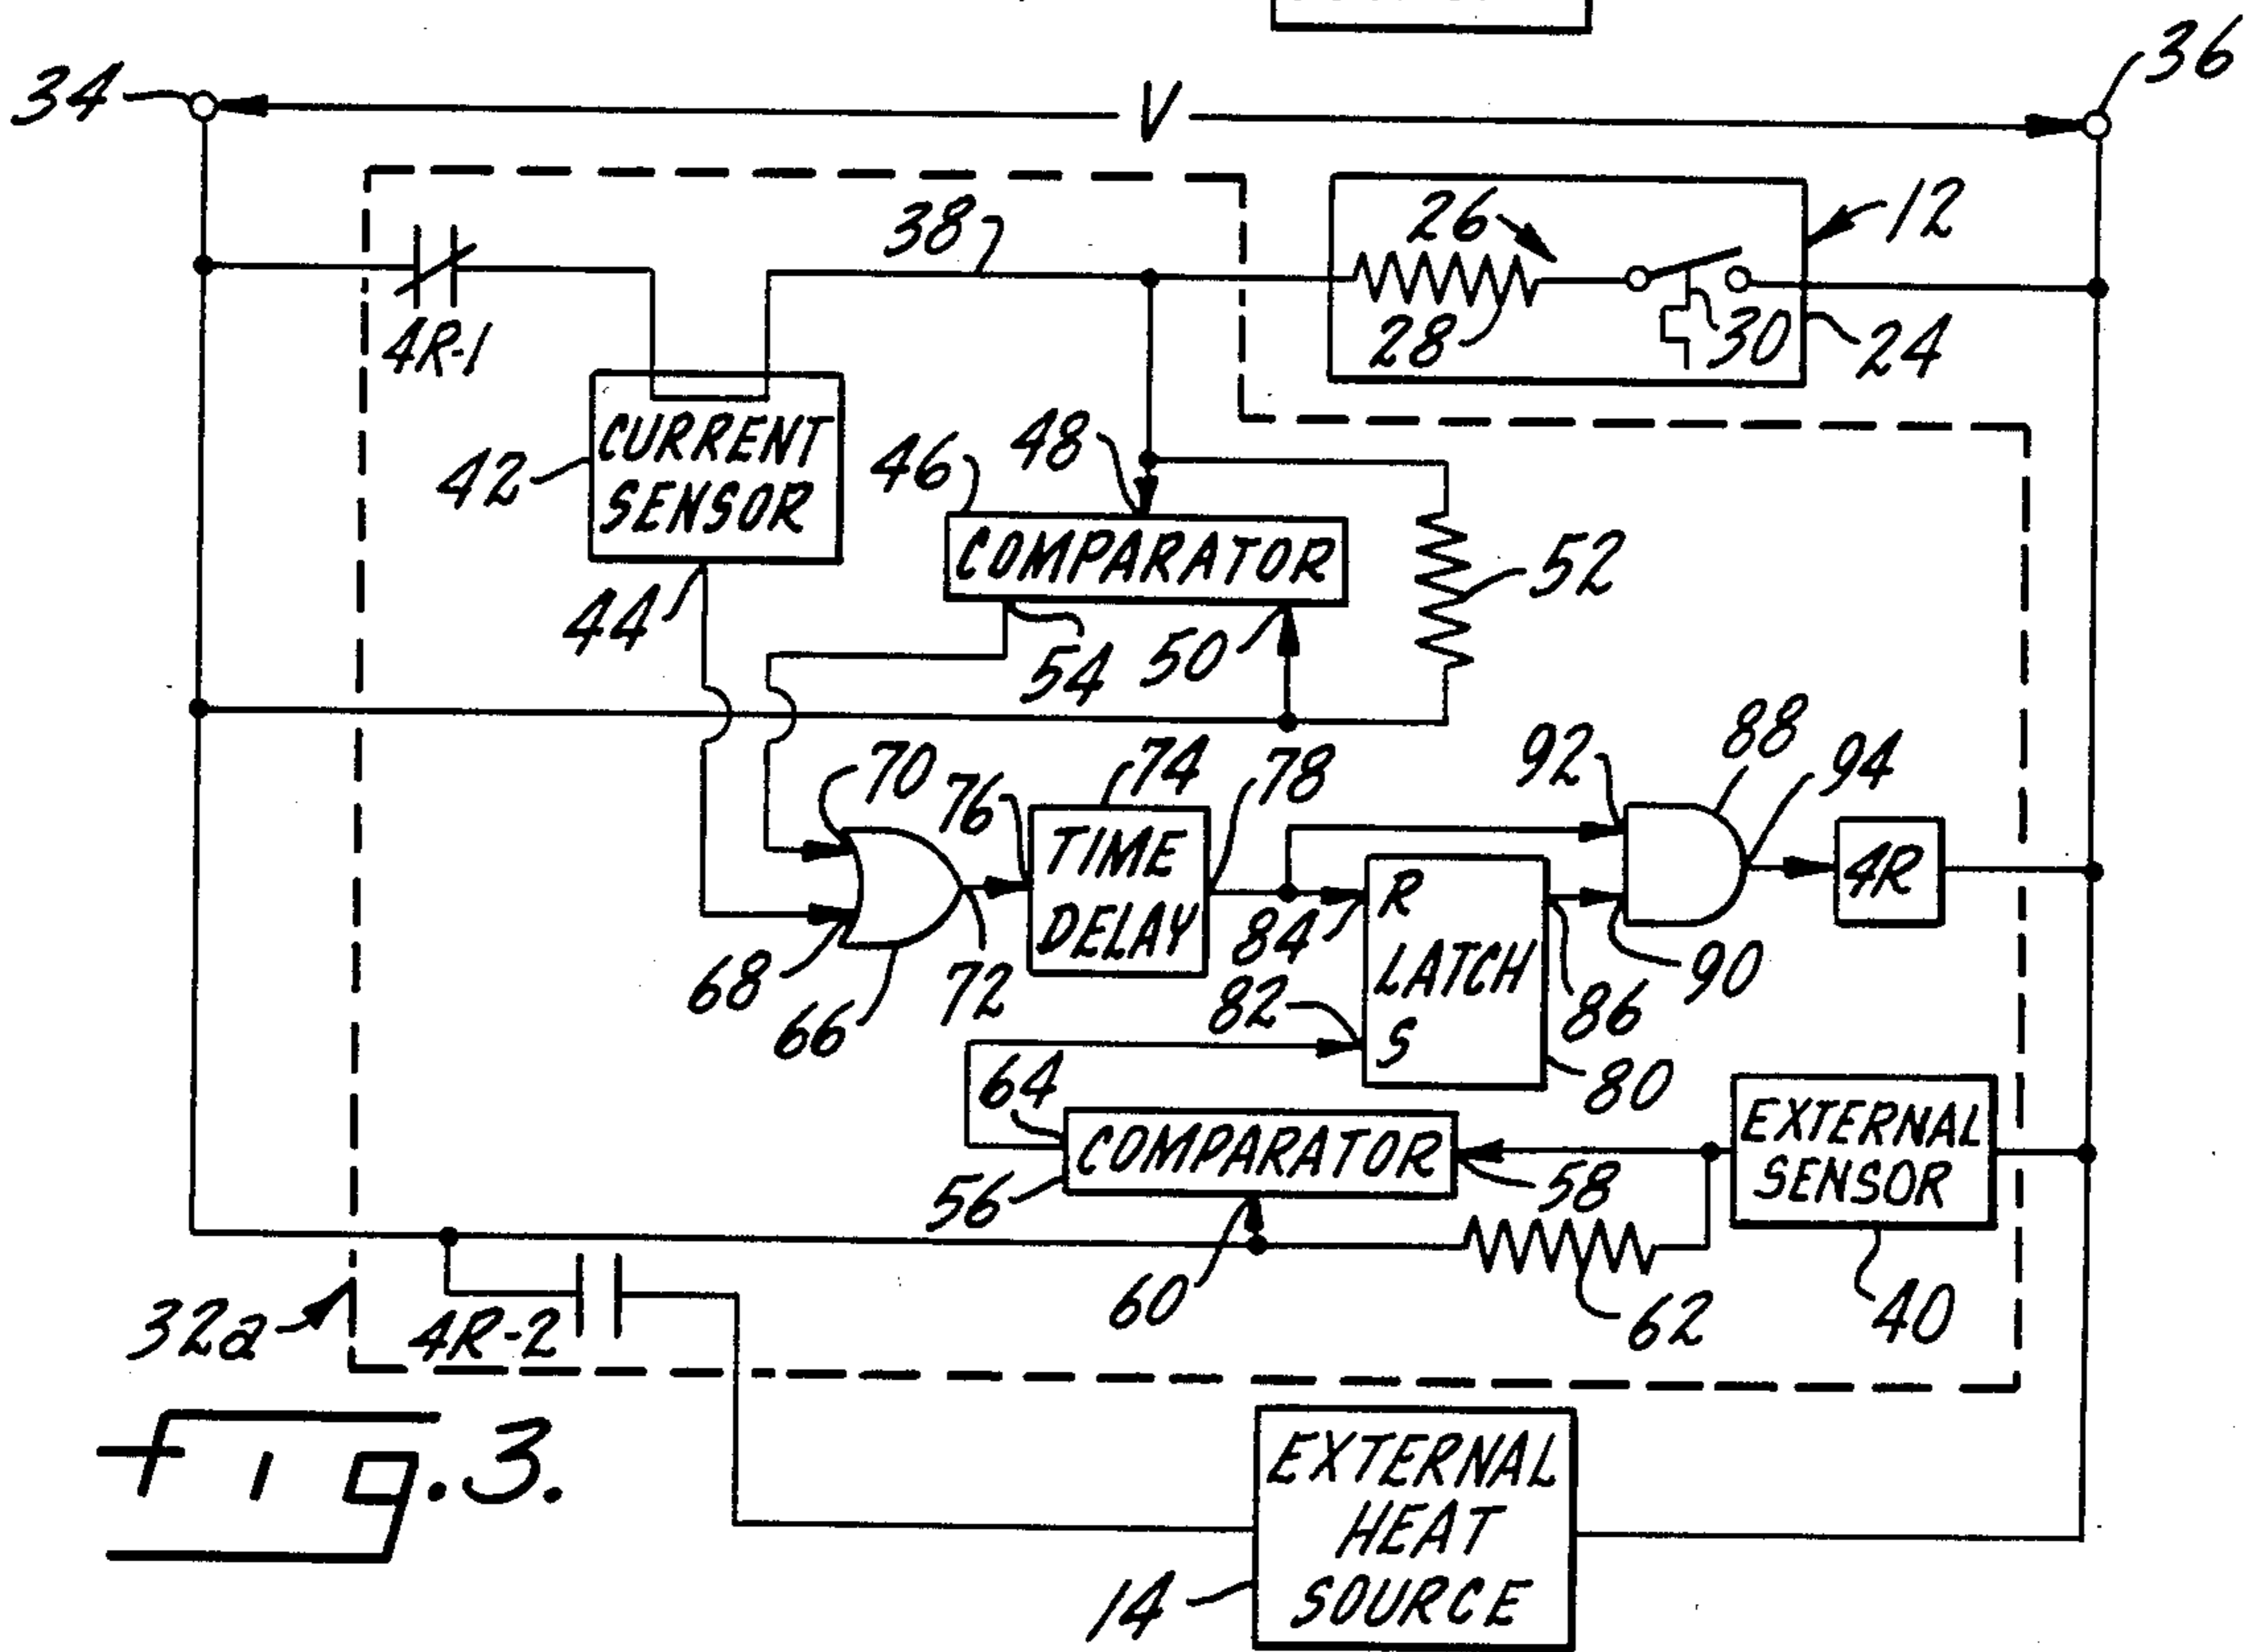 34
V
36
38
26
12
28
30
24
4R-1
42
CURRENT
SENSOR
44
46
48
COMPARATOR
54
50
52
70
76
74
78
92
88
94
TIME
DELAY
68
66
72
84
82
R
LATCH
S
86
90
80
4R
64
COMPARATOR
56
58
60
62
EXTERNAL
SENSOR
40
32a
4R-2
fig.3.
EXTERNAL
HEAT
SOURCE
14